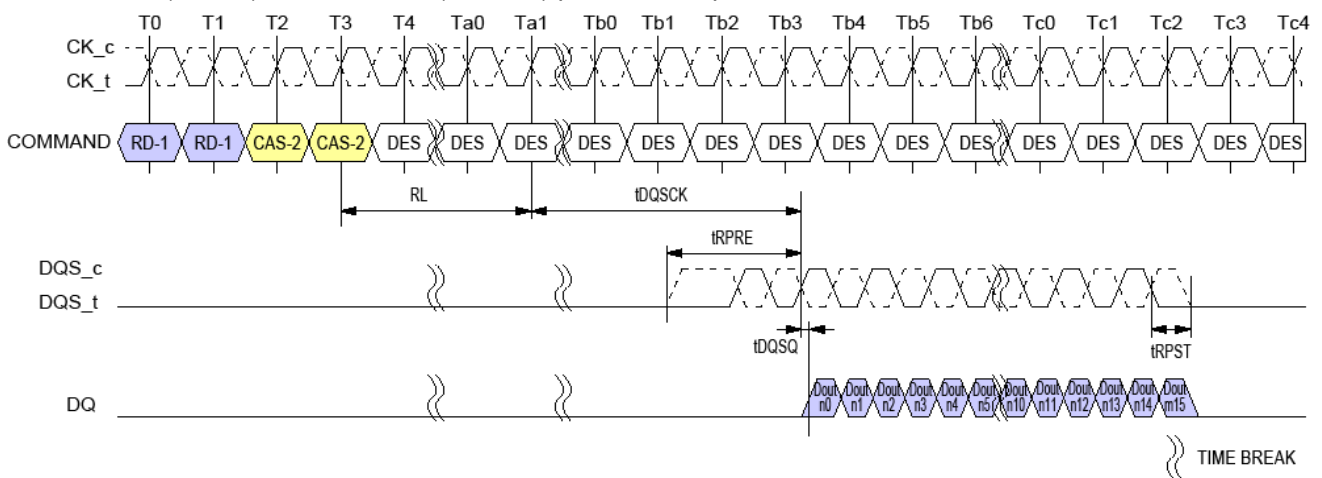 T0 T1 T2 T3 T4 Ta0 Ta1 Tb0 Tb1 Tb2 Tb3 Tb4 Tb5 Tb6 Tc0 Tc1 Tc2 Tc3 Tc4
CK_c
CK_t
COMMAND RD-1 RD-1 CAS-2 CAS-2 DES DES DES DES DES DES DES DES DES DES DES DES DES DES DES
RL tDQSCK
tRPRE
DQS_c
DQS_t
tDQSQ tRPST
DQ
Dout Dout Dout Dout Dout Dout Dout Dout Dout Dout Dout Dout
n0 n1 n2 n3 n4 n5 n10 n11 n12 n13 n14 m15
TIME BREAK